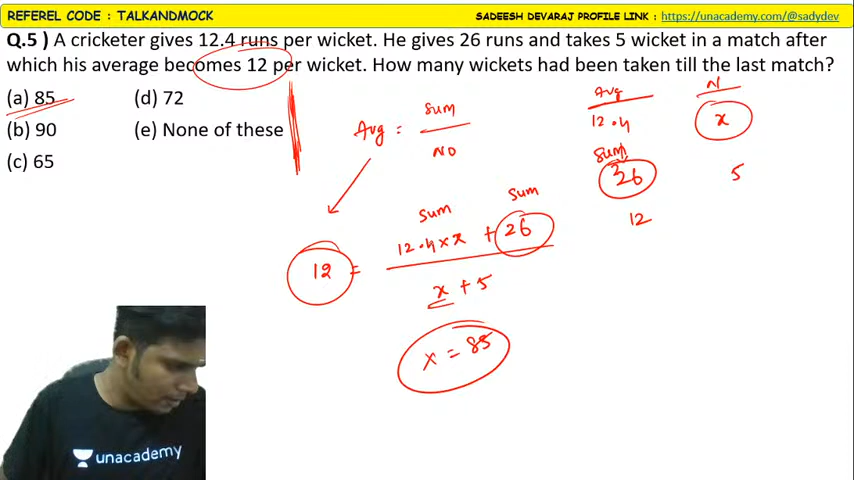 REFEREL CODE : TALKANDMOCK
SADEESH DEVARAJ PROFILE LINK : https://unacademy.com/@sadydev
Q.5 ) A cricketer gives 12.4 runs per wicket. He gives 26 runs and takes 5 wicket in a match after
which his average becomes 12 per wicket. How many wickets had been taken till the last match?
(a) 85 (d) 72
(b) 90 (e) None of these
(c) 65
Avg = Sum
NO
Avg N
12.4 x
Sum
26 5
12
Sum Sum
12 = 12.4 × x + 26
x + 5
x = 85
unacademy